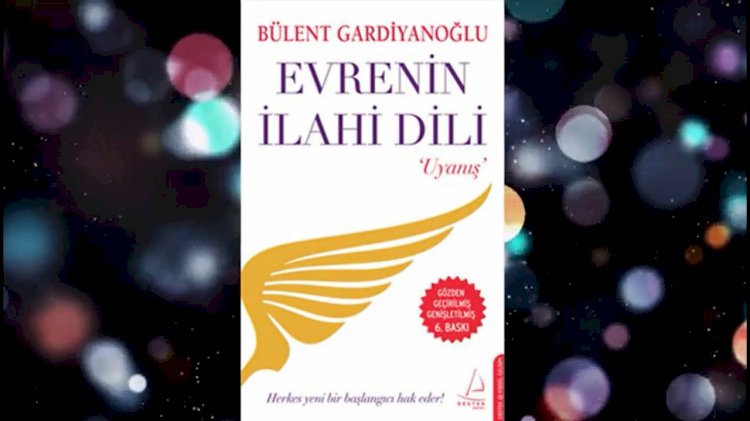 BÜLENT GARDİYANOĞLU
EVRENİN
İLAHİ DİLİ
'Uyanış'
GÖZDEN
GEÇİRİLMİŞ
GENİŞLETİLMİŞ
6. BASKI
Herkes yeni bir başlangıcı hak eder!
DESTEK